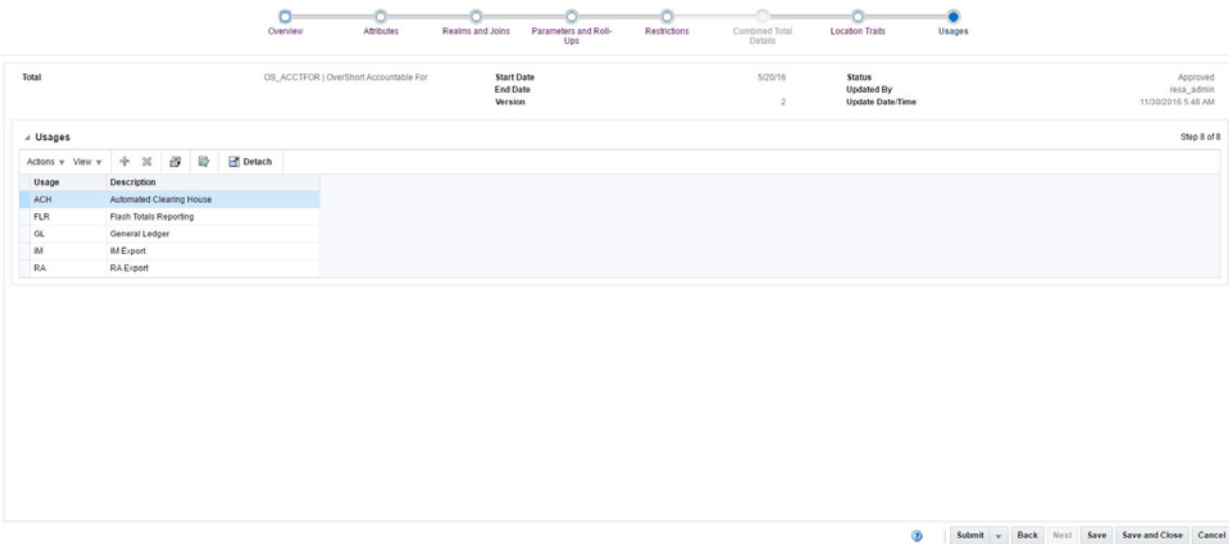 Overview
Attributes
Realms and Joins
Parameters and Roll-
Ups
Restrictions
Combined Total
Details
Location Traits
Usages
Total OS_ACCTFOR | OverShort Accountable For
Start Date 5/20/16
End Date
Version 2
Status Approved
Updated By resa_admin
Update Date/Time 11/30/2016 5:48 AM
Usages
Step 8 of 8
Actions View Detach
Usage Description
ACH Automated Clearing House
FLR Flash Totals Reporting
GL General Ledger
IM IM Export
RA RA Export
Submit Back Next Save Save and Close Cancel